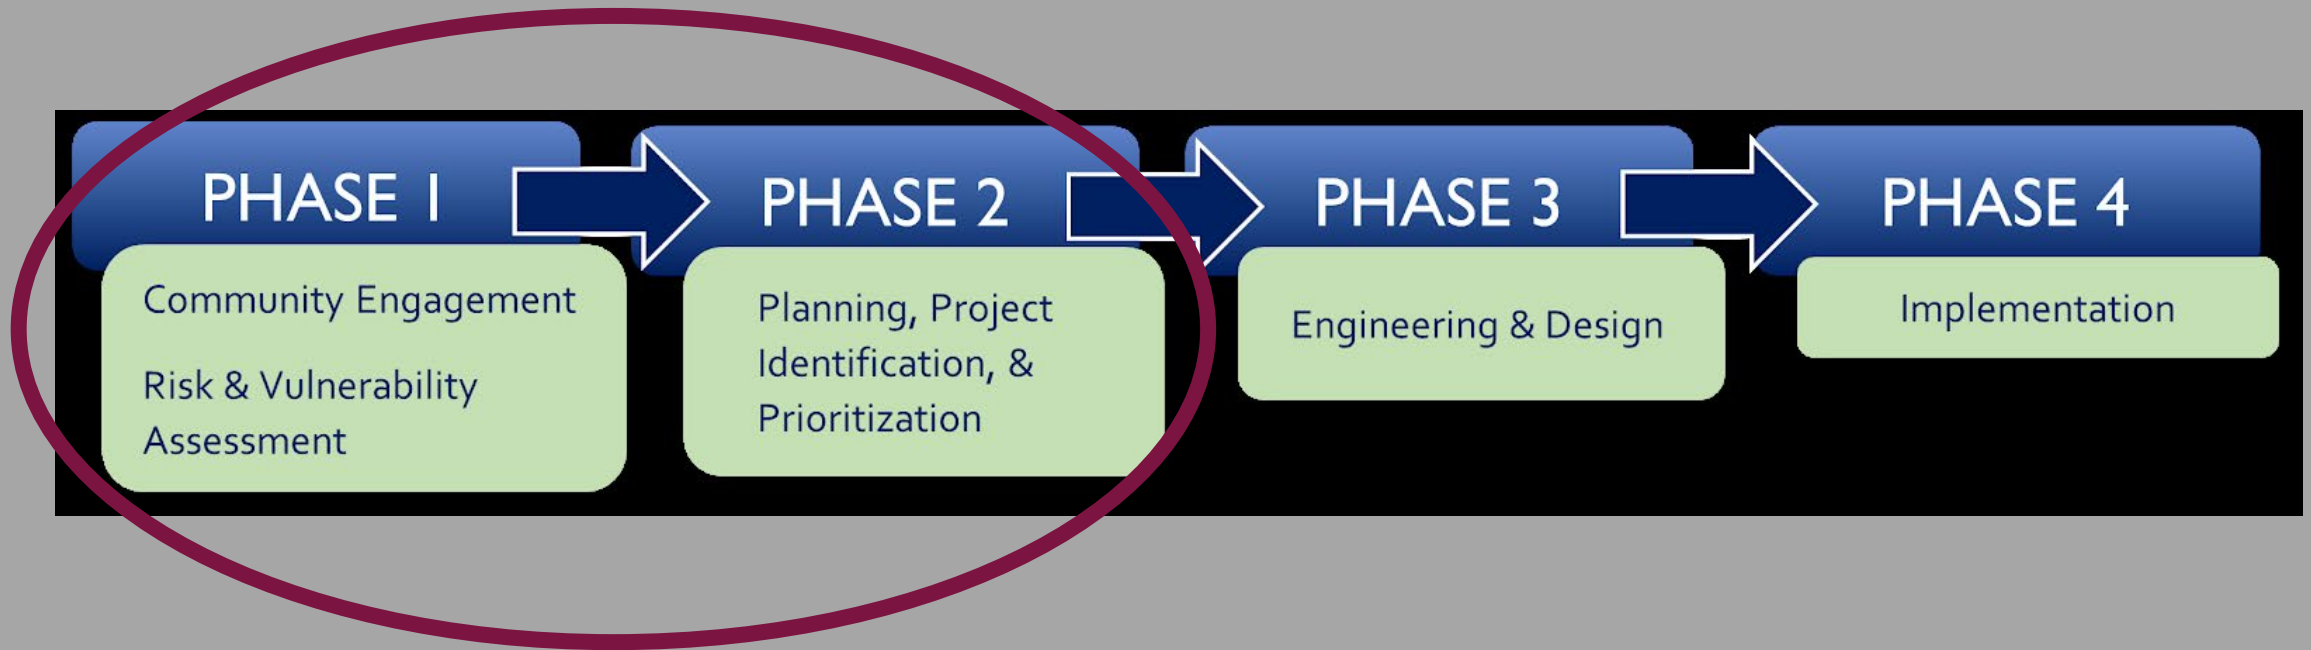 PHASE 1
Community Engagement
Risk & Vulnerability
Assessment
PHASE 2
Planning, Project
Identification, &
Prioritization
PHASE 3
Engineering & Design
PHASE 4
Implementation